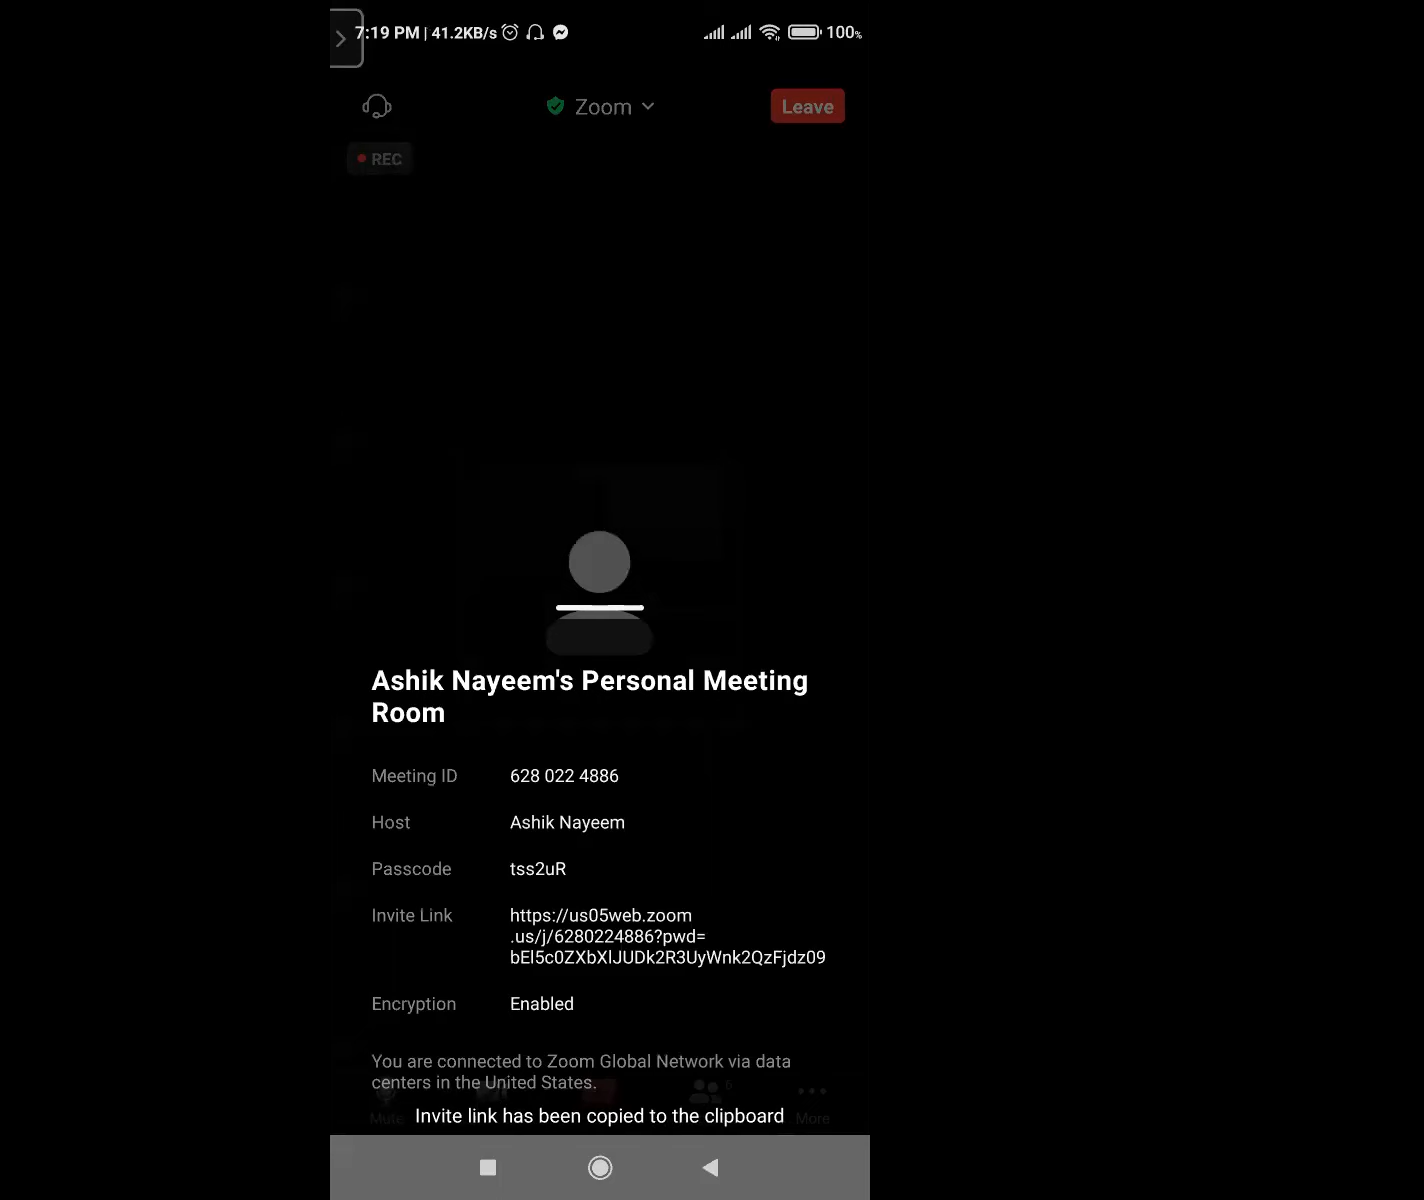 7:19 PM | 41.2KB/s 100%
Zoom
Leave
REC
Ashik Nayeem's Personal Meeting
Room
Meeting ID 628 022 4886
Host Ashik Nayeem
Passcode tss2uR
Invite Link https://us05web.zoom
.us/j/6280224886?pwd=
bEl5c0ZXbXlJUDk2R3UyWnk2QzFjdz09
Encryption Enabled
You are connected to Zoom Global Network via data
centers in the United States.
Mute Invite link has been copied to the clipboard More